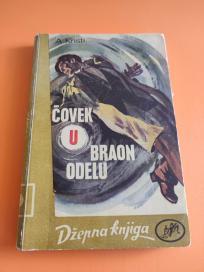 A. Kristi
ČOVEK
U
BRAON
ODELU
Džepna knjiga